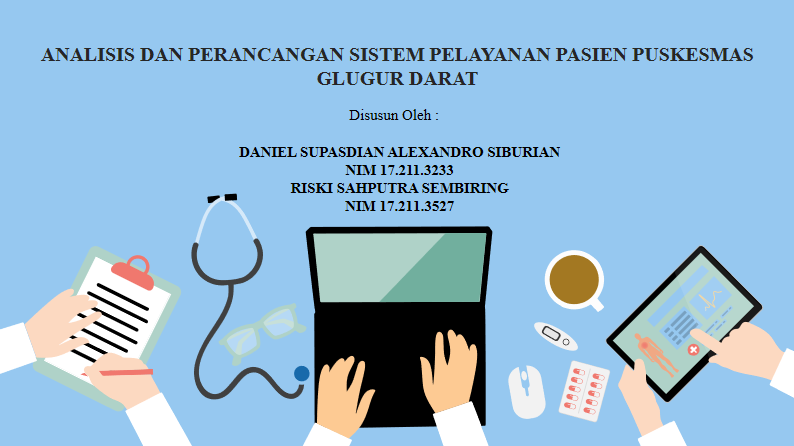 ANALISIS DAN PERANCANGAN SISTEM PELAYANAN PASIEN PUSKESMAS
GLUGUR DARAT
Disusun Oleh :
DANIEL SUPASDIAN ALEXANDRO SIBURIAN
NIM 17.211.3233
RISKI SAHPUTRA SEMBIRING
NIM 17.211.3527